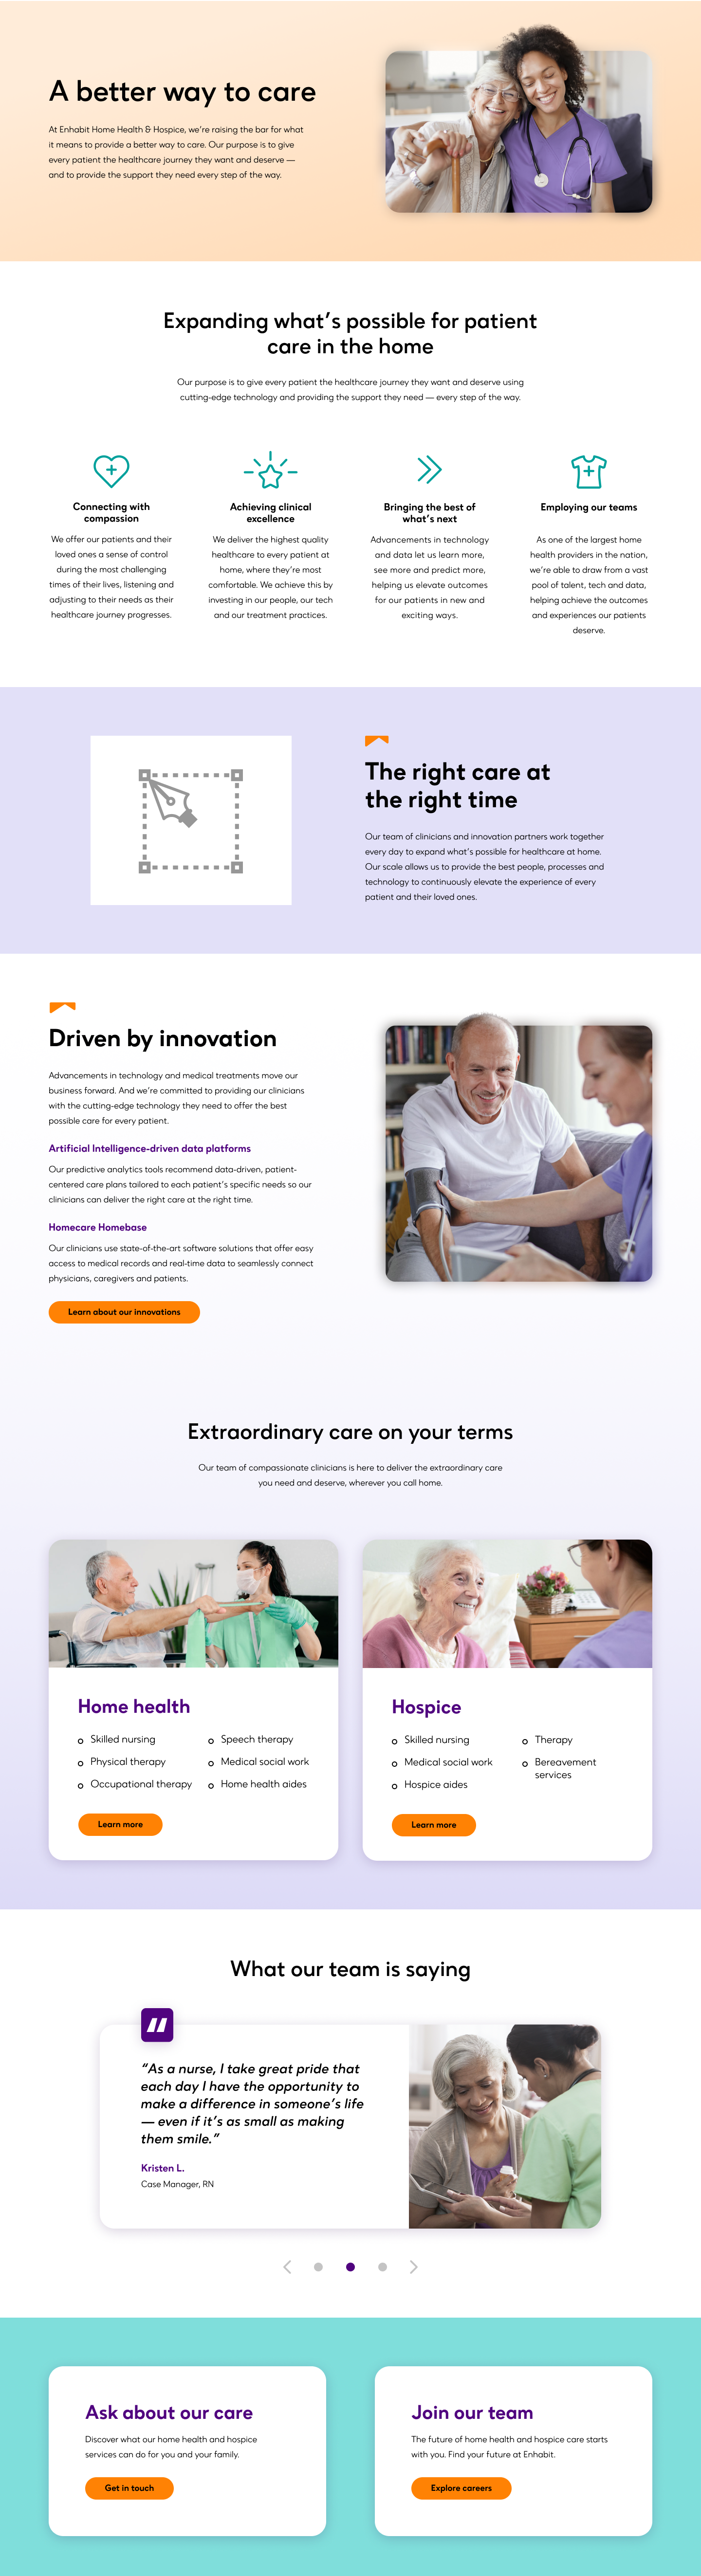 A better way to care
At Enhabit Home Health & Hospice, we’re raising the bar for what
it means to provide a better way to care. Our purpose is to give
every patient the healthcare journey they want and deserve —
and to provide the support they need every step of the way.
Expanding what’s possible for patient
care in the home
Our purpose is to give every patient the healthcare journey they want and deserve using
cutting-edge technology and providing the support they need — every step of the way.
Connecting with
compassion
We offer our patients and their
loved ones a sense of control
during the most challenging
times of their lives, listening and
adjusting to their needs as their
healthcare journey progresses.
Achieving clinical
excellence
We deliver the highest quality
healthcare to every patient at
home, where they’re most
comfortable. We achieve this by
investing in our people, our tech
and our treatment practices.
Bringing the best of
what’s next
Advancements in technology
and data let us learn more,
see more and predict more,
helping us elevate outcomes
for our patients in new and
exciting ways.
Employing our teams
As one of the largest home
health providers in the nation,
we’re able to draw from a vast
pool of talent, tech and data,
helping achieve the outcomes
and experiences our patients
deserve.
The right care at
the right time
Our team of clinicians and innovation partners work together
every day to expand what’s possible for healthcare at home.
Our scale allows us to provide the best people, processes and
technology to continuously elevate the experience of every
patient and their loved ones.
Driven by innovation
Advancements in technology and medical treatments move our
business forward. And we’re committed to providing our clinicians
with the cutting-edge technology they need to offer the best
possible care for every patient.
Artificial Intelligence-driven data platforms
Our predictive analytics tools recommend data-driven, patient-
centered care plans tailored to each patient’s specific needs so our
clinicians can deliver the right care at the right time.
Homecare Homebase
Our clinicians use state-of-the-art software solutions that offer easy
access to medical records and real-time data to seamlessly connect
physicians, caregivers and patients.
Learn about our innovations
Extraordinary care on your terms
Our team of compassionate clinicians is here to deliver the extraordinary care
you need and deserve, wherever you call home.
Home health
Skilled nursing
Physical therapy
Occupational therapy
Speech therapy
Medical social work
Home health aides
Learn more
Hospice
Skilled nursing
Medical social work
Hospice aides
Therapy
Bereavement
services
Learn more
What our team is saying
“As a nurse, I take great pride that
each day I have the opportunity to
make a difference in someone’s life
— even if it’s as small as making
them smile.”
Kristen L.
Case Manager, RN
Ask about our care
Discover what our home health and hospice
services can do for you and your family.
Get in touch
Join our team
The future of home health and hospice care starts
with you. Find your future at Enhabit.
Explore careers